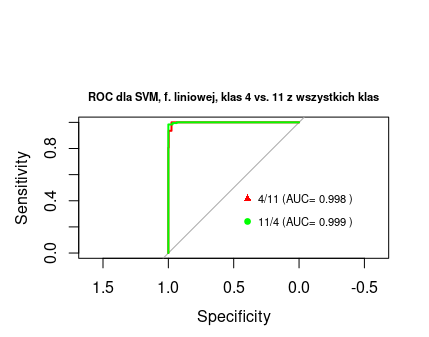 ROC dla SVM, f. liniowej, klas 4 vs. 11 z wszystkich klas
Sensitivity
0.8
0.4
0.0
4/11 (AUC= 0.998 )
11/4 (AUC= 0.999 )
1.5 1.0 0.5 0.0 -0.5
Specificity